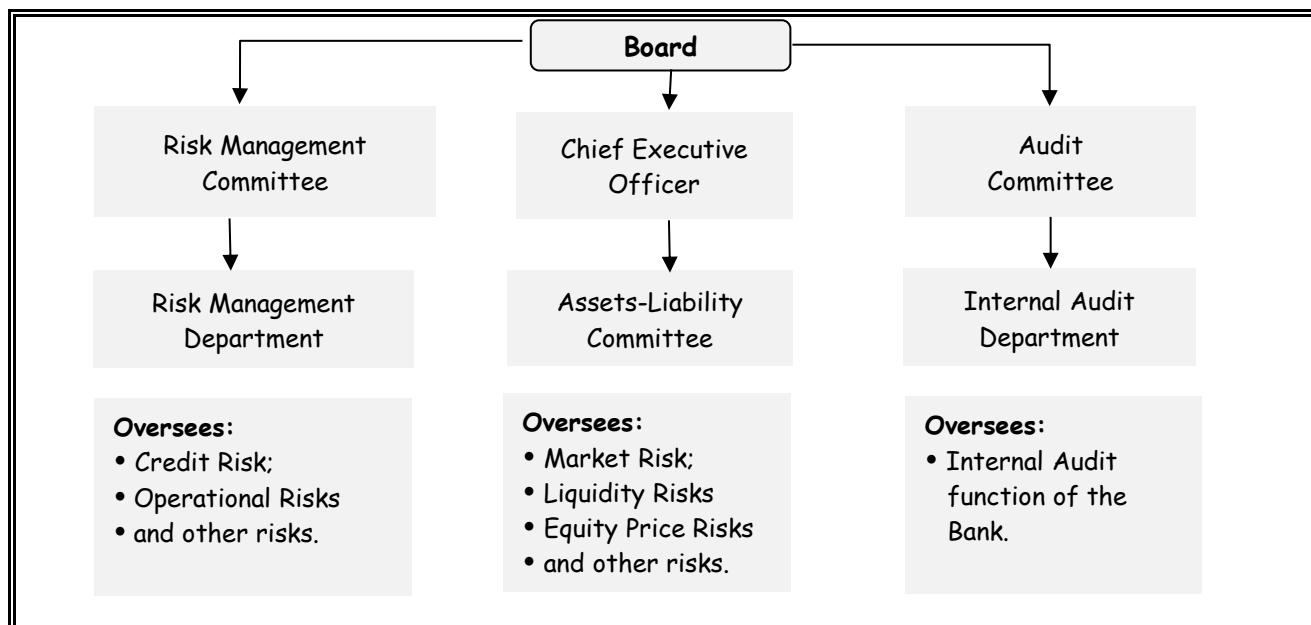 Board
Risk Management
Committee
Chief Executive
Officer
Audit
Committee
Risk Management
Department
Assets-Liability
Committee
Internal Audit
Department
Oversees:
• Credit Risk;
• Operational Risks
• and other risks.
Oversees:
• Market Risk;
• Liquidity Risks
• Equity Price Risks
• and other risks.
Oversees:
• Internal Audit
function of the
Bank.